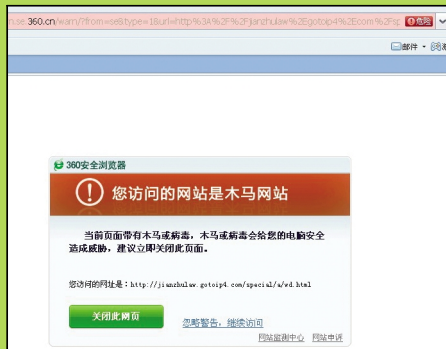 n.se.360.cn/warn/?from=se&type=1&url=http%3A%2F%2Fjianzhulaw%2Egotoip4%2Ecom%2Fsp 危险
邮件
360安全浏览器
您访问的网站是木马网站
当前页面带有木马或病毒，木马或病毒会给您的电脑安全
造成威胁，建议立即关闭此页面。
您访问的网址是：http://jianzhulaw.gotoip4.com/special/a/wd.html
关闭此网页 忽略警告，继续访问
网站监测中心 网站申诉